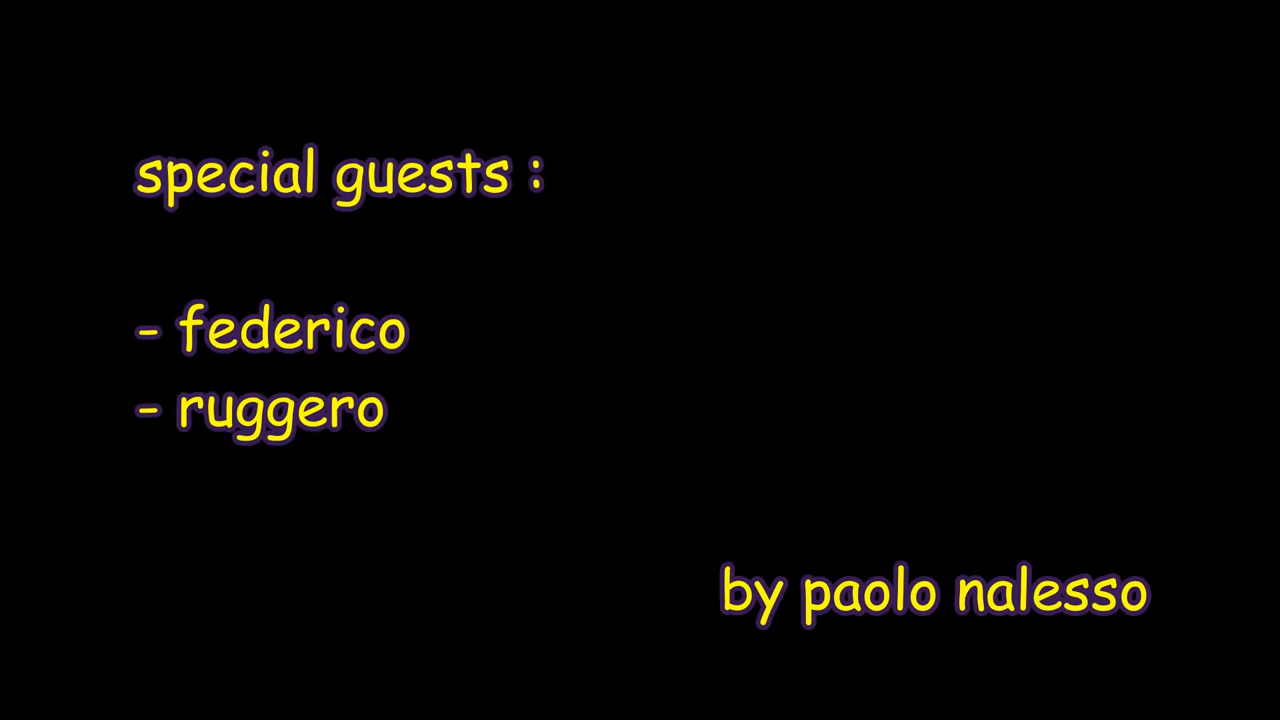 special guests :
- federico
- ruggero
by paolo nalesso